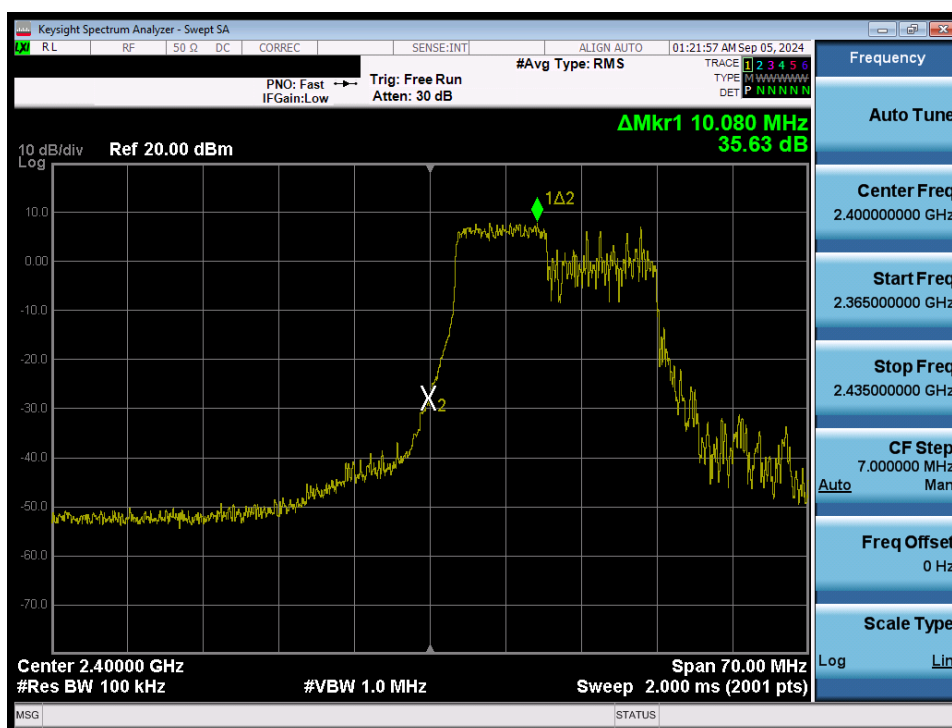 Keysight Spectrum Analyzer - Swept SA
LXI RL RF 50 Ω DC CORREC SENSE:INT ALIGN AUTO 01:21:57 AM Sep 05, 2024
PNO: Fast
IFGain:Low
Trig: Free Run
Atten: 30 dB
#Avg Type: RMS
TRACE 1 2 3 4 5 6
TYPE M W W W W W
DET P N N N N N
ΔMkr1 10.080 MHz
35.63 dB
10 dB/div
Log
Ref 20.00 dBm
1Δ2
10.0
0.00
-10.0
-20.0
-30.0
-40.0
-50.0
-60.0
-70.0
X2
Center 2.40000 GHz
Span 70.00 MHz
#Res BW 100 kHz
#VBW 1.0 MHz
Sweep 2.000 ms (2001 pts)
MSG
STATUS
Frequency
Auto Tune
Center Freq
2.400000000 GHz
Start Freq
2.365000000 GHz
Stop Freq
2.435000000 GHz
CF Step
7.000000 MHz
Auto Man
Freq Offset
0 Hz
Scale Type
Log Lin